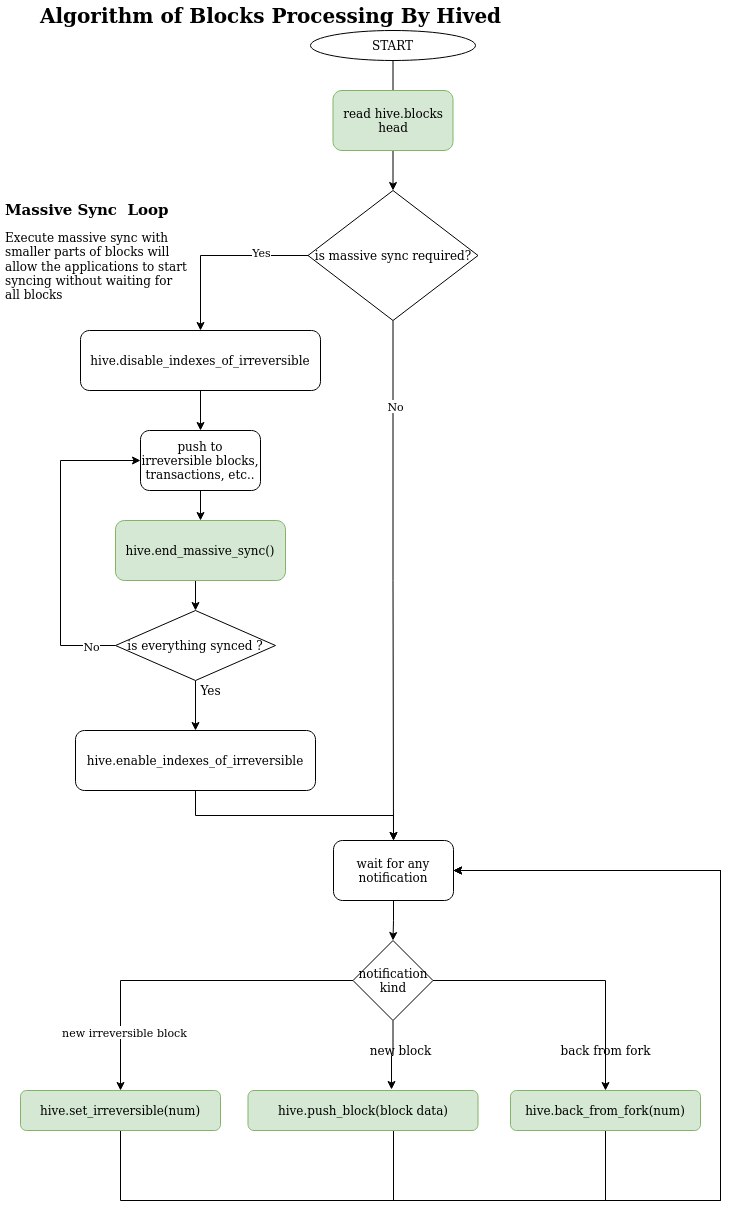 Algorithm of Blocks Processing By Hived
START
read hive.blocks
head
Massive Sync  Loop
Execute massive sync with
smaller parts of blocks will
allow the applications to start
syncing without waiting for
all blocks
is massive sync required?
Yes
No
hive.disable_indexes_of_irreversible
push to
irreversible blocks,
transactions, etc..
hive.end_massive_sync()
is everything synced ?
No
Yes
hive.enable_indexes_of_irreversible
wait for any
notification
notification
kind
new irreversible block
new block
back from fork
hive.set_irreversible(num)
hive.push_block(block data)
hive.back_from_fork(num)